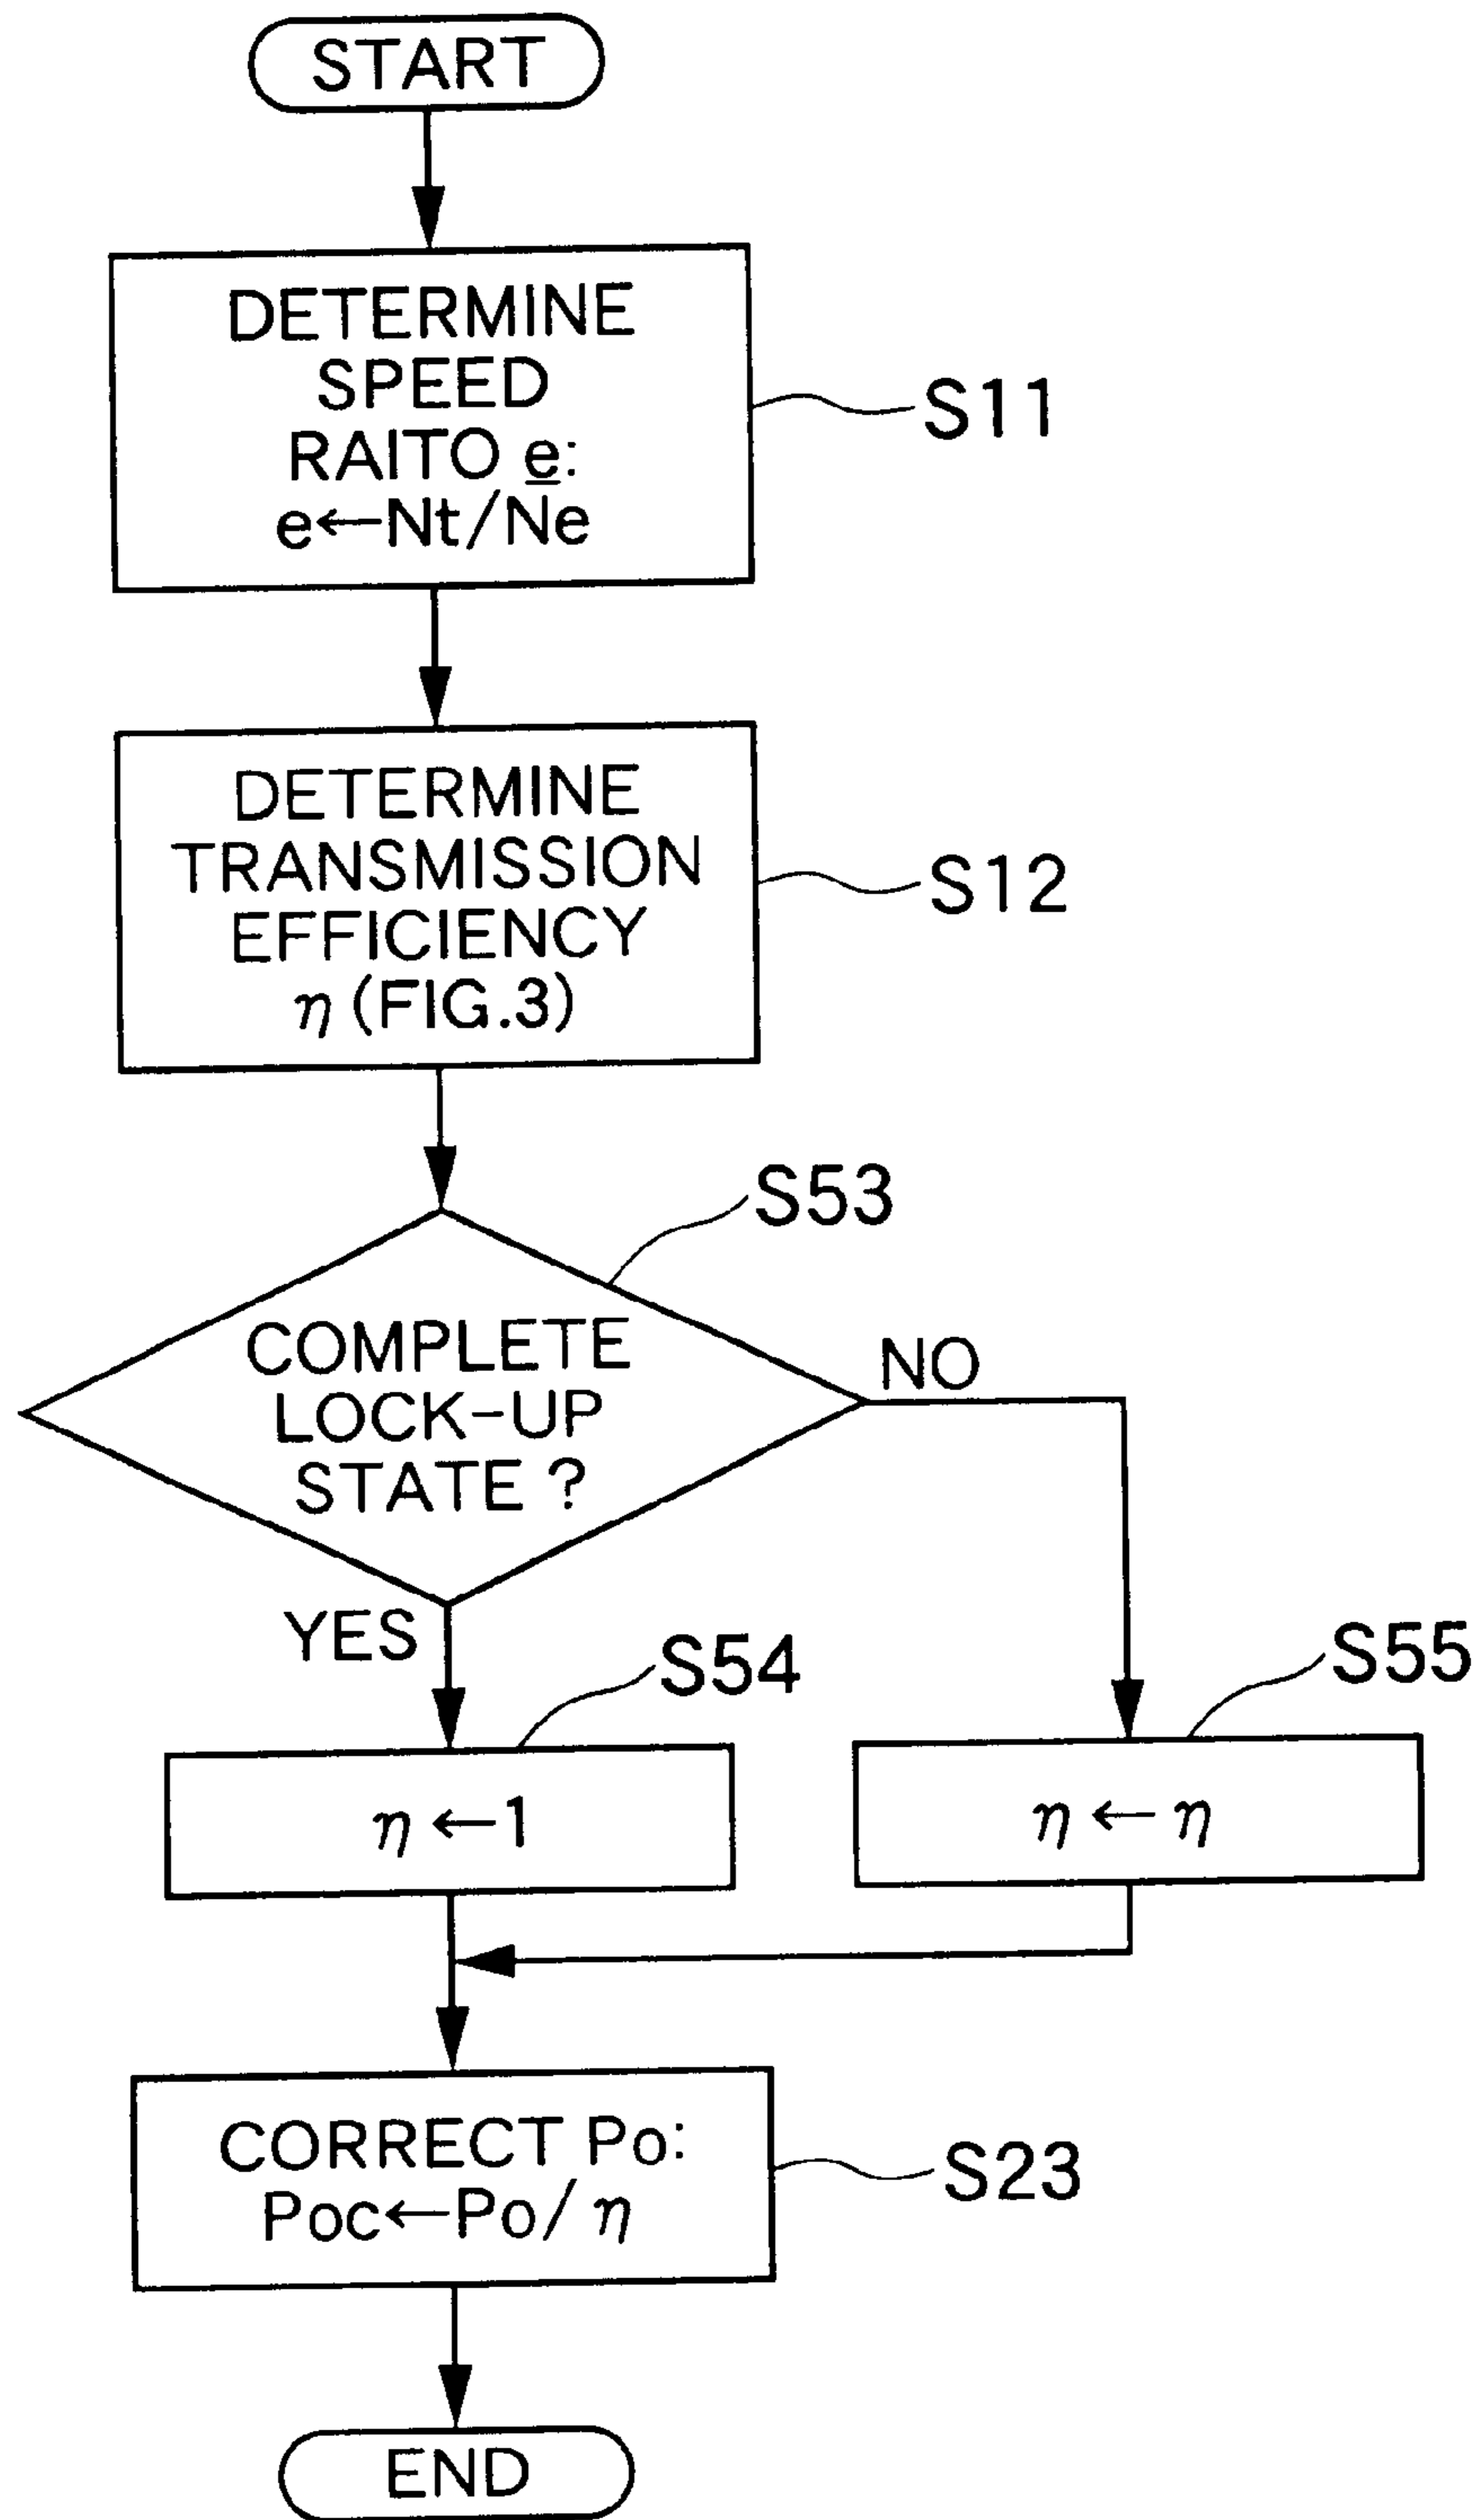 START
DETERMINE
SPEED
RAITO e:
e←Nt/Ne
S11
DETERMINE
TRANSMISSION
EFFICIENCY
η (FIG.3)
S12
S53
COMPLETE
LOCK-UP
STATE ?
NO
YES
S54
η←1
S55
η←η
CORRECT Po:
Poc←Po/η
S23
END